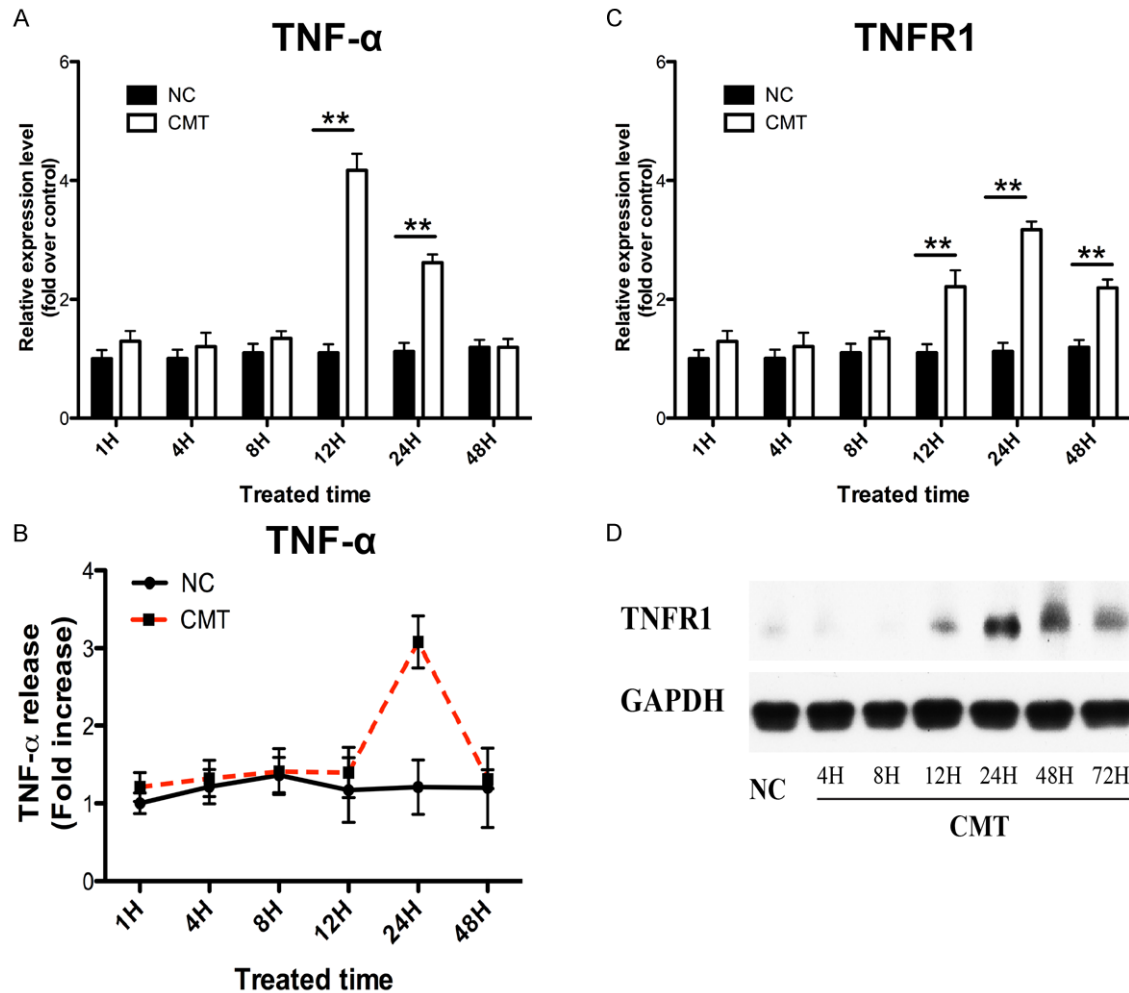 A
TNF-α
Relative expression level
(fold over control)
6
4
2
0
NC
CMT
**
**
1H
4H
8H
12H
24H
48H
Treated time
C
TNFR1
Relative expression level
(fold over control)
6
4
2
0
NC
CMT
**
**
**
1H
4H
8H
12H
24H
48H
Treated time
B
TNF-α
TNF-α release
(Fold increase)
4
3
2
1
0
NC
CMT
1H
4H
8H
12H
24H
48H
Treated time
D
TNFR1
GAPDH
NC 4H 8H 12H 24H 48H 72H
CMT